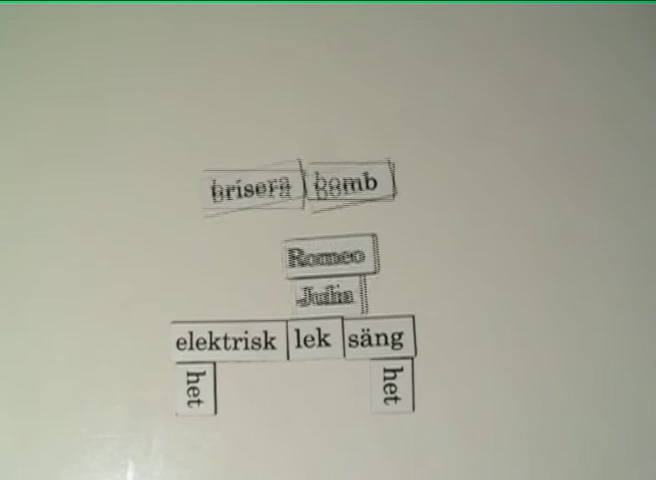 brisera bomb
Romeo
Julia
elektrisk lek säng
het het